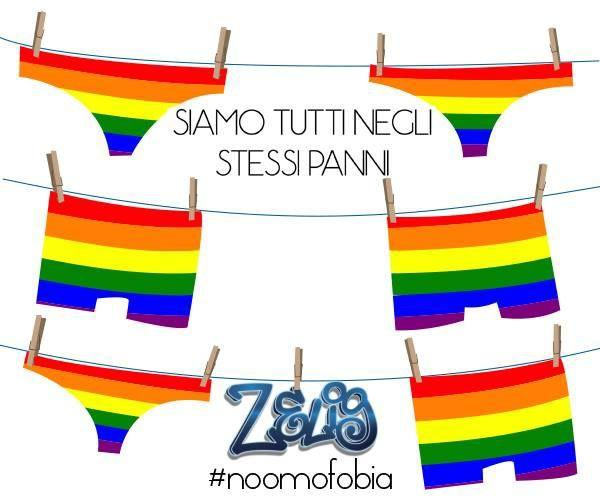 SIAMO TUTTI NEGLI
STESSI PANNI
ZELIG
#noomofobia